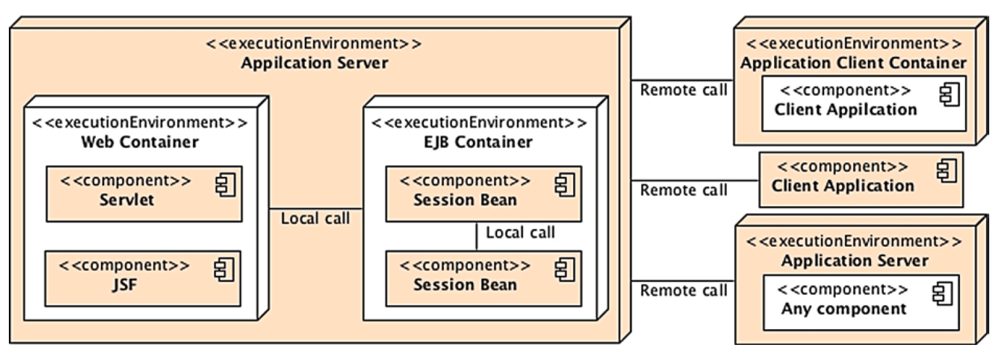 <<executionEnvironment>>
Appilcation Server
<<executionEnvironment>>
Web Container
<<component>>
Servlet
<<component>>
JSF
Local call
<<executionEnvironment>>
EJB Container
<<component>>
Session Bean
Local call
<<component>>
Session Bean
Remote call
<<executionEnvironment>>
Application Client Container
<<component>>
Client Appilcation
Remote call
<<component>>
Client Application
Remote call
<<executionEnvironment>>
Application Server
<<component>>
Any component